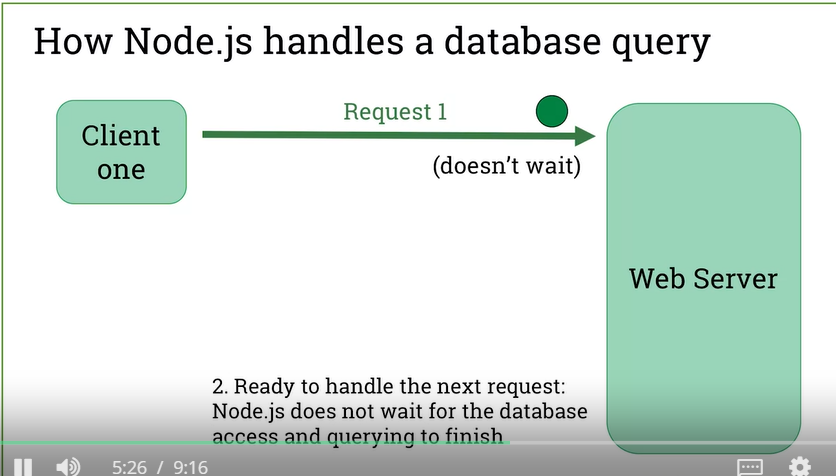 How Node.js handles a database query
Client
one
Request 1
(doesn’t wait)
Web Server
2. Ready to handle the next request:
Node.js does not wait for the database
access and querying to finish
5:26 / 9:16